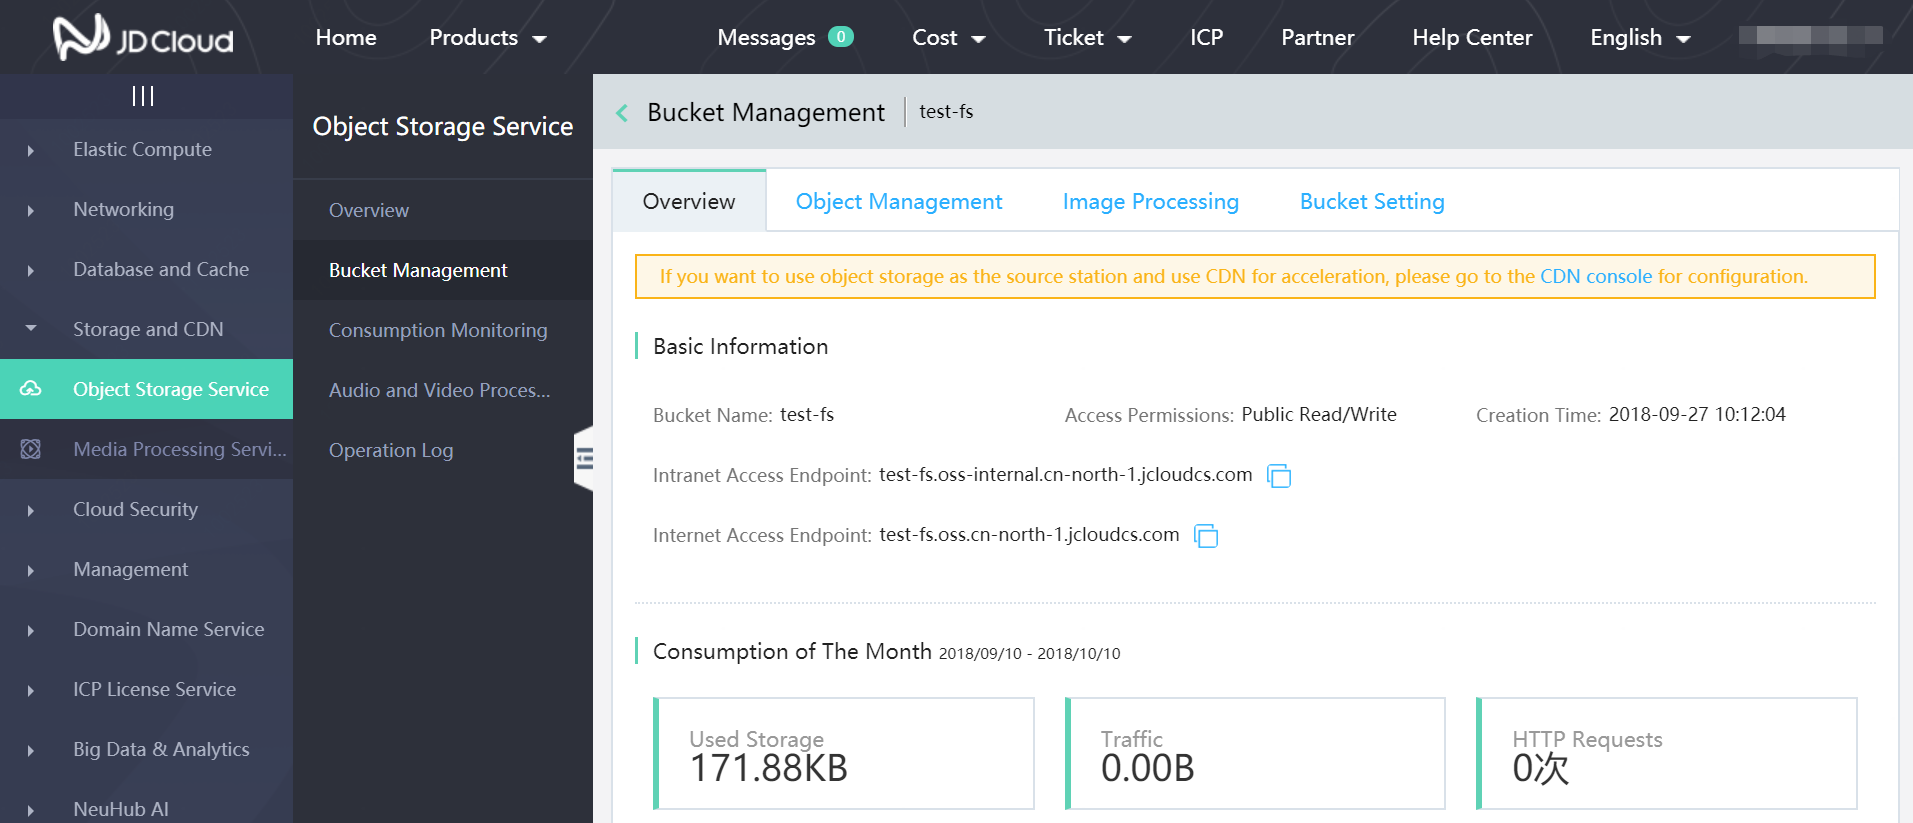 JD Cloud
Home
Products
Messages 0
Cost
Ticket
ICP
Partner
Help Center
English
Elastic Compute
Networking
Database and Cache
Storage and CDN
Object Storage Service
Media Processing Servi...
Cloud Security
Management
Domain Name Service
ICP License Service
Big Data & Analytics
NeuHub AI
Object Storage Service
Overview
Bucket Management
Consumption Monitoring
Audio and Video Proces...
Operation Log
Bucket Management test-fs
Overview
Object Management
Image Processing
Bucket Setting
If you want to use object storage as the source station and use CDN for acceleration, please go to the CDN console for configuration.
Basic Information
Bucket Name: test-fs
Access Permissions: Public Read/Write
Creation Time: 2018-09-27 10:12:04
Intranet Access Endpoint: test-fs.oss-internal.cn-north-1.jcloudcs.com
Internet Access Endpoint: test-fs.oss.cn-north-1.jcloudcs.com
Consumption of The Month 2018/09/10 - 2018/10/10
Used Storage
171.88KB
Traffic
0.00B
HTTP Requests
0次